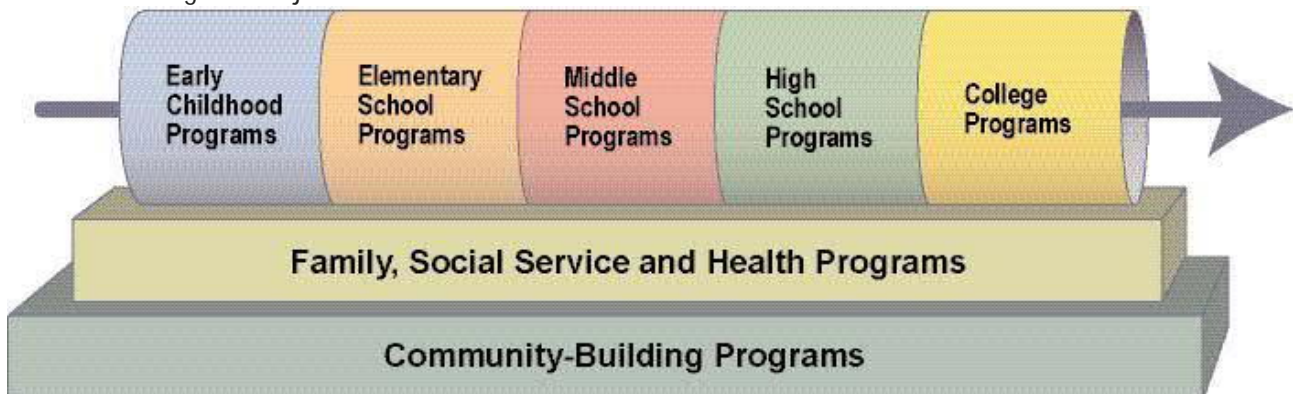 Early
Childhood
Programs
Elementary
School
Programs
Middle
School
Programs
High
School
Programs
College
Programs
Family, Social Service and Health Programs
Community-Building Programs